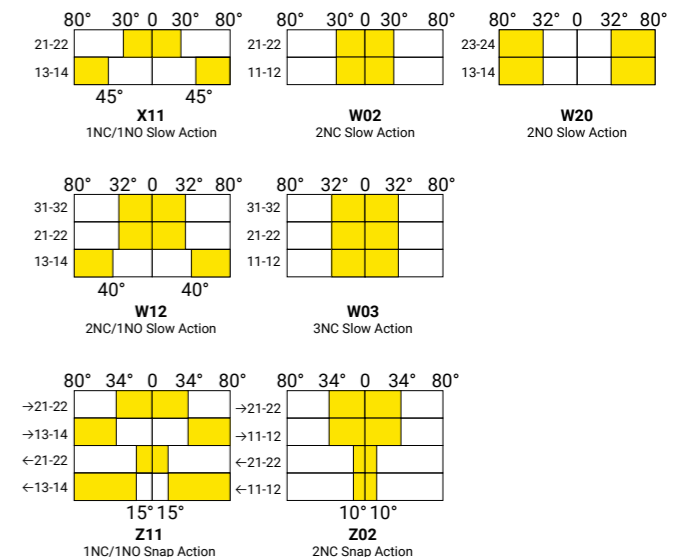 80° 30° 0 30° 80°
21-22
13-14
45° 45°
X11
1NC/1NO Slow Action
80° 30° 0 30° 80°
21-22
11-12
W02
2NC Slow Action
80° 32° 0 32° 80°
23-24
13-14
W20
2NO Slow Action
80° 32° 0 32° 80°
31-32
21-22
13-14
40° 40°
W12
2NC/1NO Slow Action
80° 32° 0 32° 80°
31-32
21-22
11-12
W03
3NC Slow Action
80° 34° 0 34° 80°
→21-22
→13-14
←21-22
←13-14
15° 15°
Z11
1NC/1NO Snap Action
80° 34° 0 34° 80°
→21-22
→11-12
←21-22
←11-12
10° 10°
Z02
2NC Snap Action